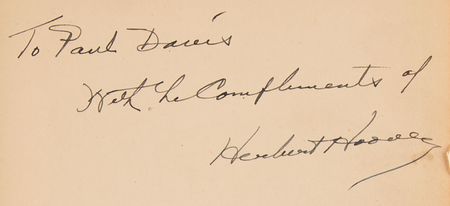 To Paul Davis
With the Compliments of
Herbert Hoover